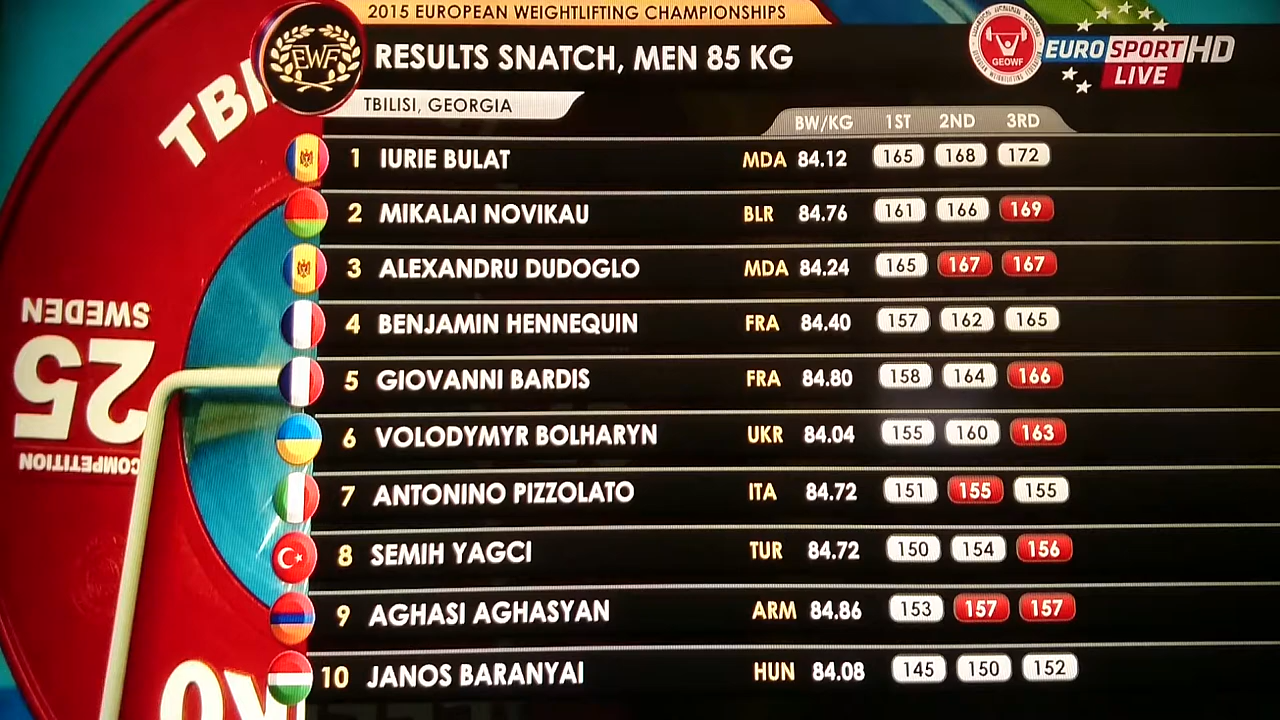 2015 EUROPEAN WEIGHTLIFTING CHAMPIONSHIPS
EWF
RESULTS SNATCH, MEN 85 KG
GEOWF
EUROSPORT HD
LIVE
TBILISI, GEORGIA
BW/KG 1ST 2ND 3RD
1 IURIE BULAT MDA 84.12 165 168 172
2 MIKALAI NOVIKAU BLR 84.76 161 166 169
3 ALEXANDRU DUDOGLO MDA 84.24 165 167 167
4 BENJAMIN HENNEQUIN FRA 84.40 157 162 165
5 GIOVANNI BARDIS FRA 84.80 158 164 166
6 VOLODYMYR BOLHARYN UKR 84.04 155 160 163
7 ANTONINO PIZZOLATO ITA 84.72 151 155 155
8 SEMIH YAGCI TUR 84.72 150 154 156
9 AGHASI AGHASYAN ARM 84.86 153 157 157
10 JANOS BARANYAI HUN 84.08 145 150 152
TBI
SWEDEN
25
COMPETITION